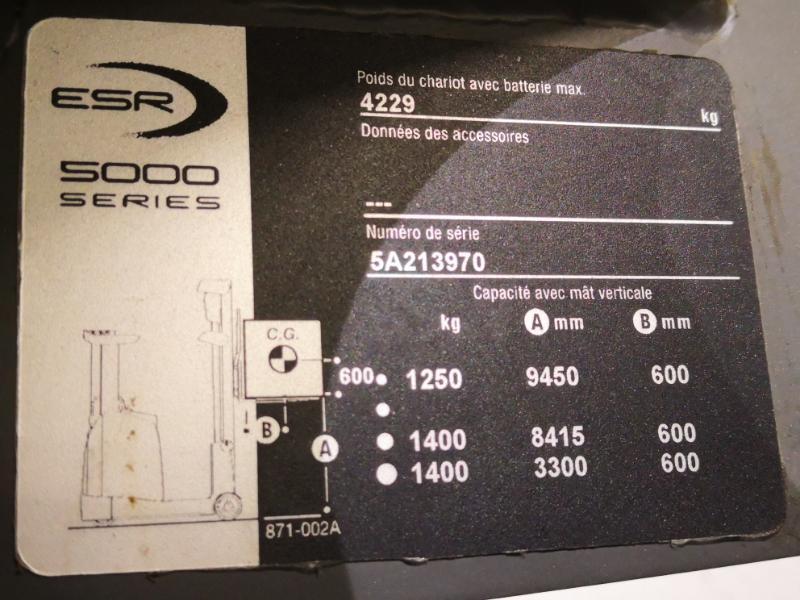 ESR
5000
SERIES
Poids du chariot avec batterie max.
4229 kg
Données des accessoires
---
Numéro de série
5A213970
Capacité avec mât verticale
kg A mm B mm
1250 9450 600
1400 8415 600
1400 3300 600
C.G.
600
B
A
871-002A